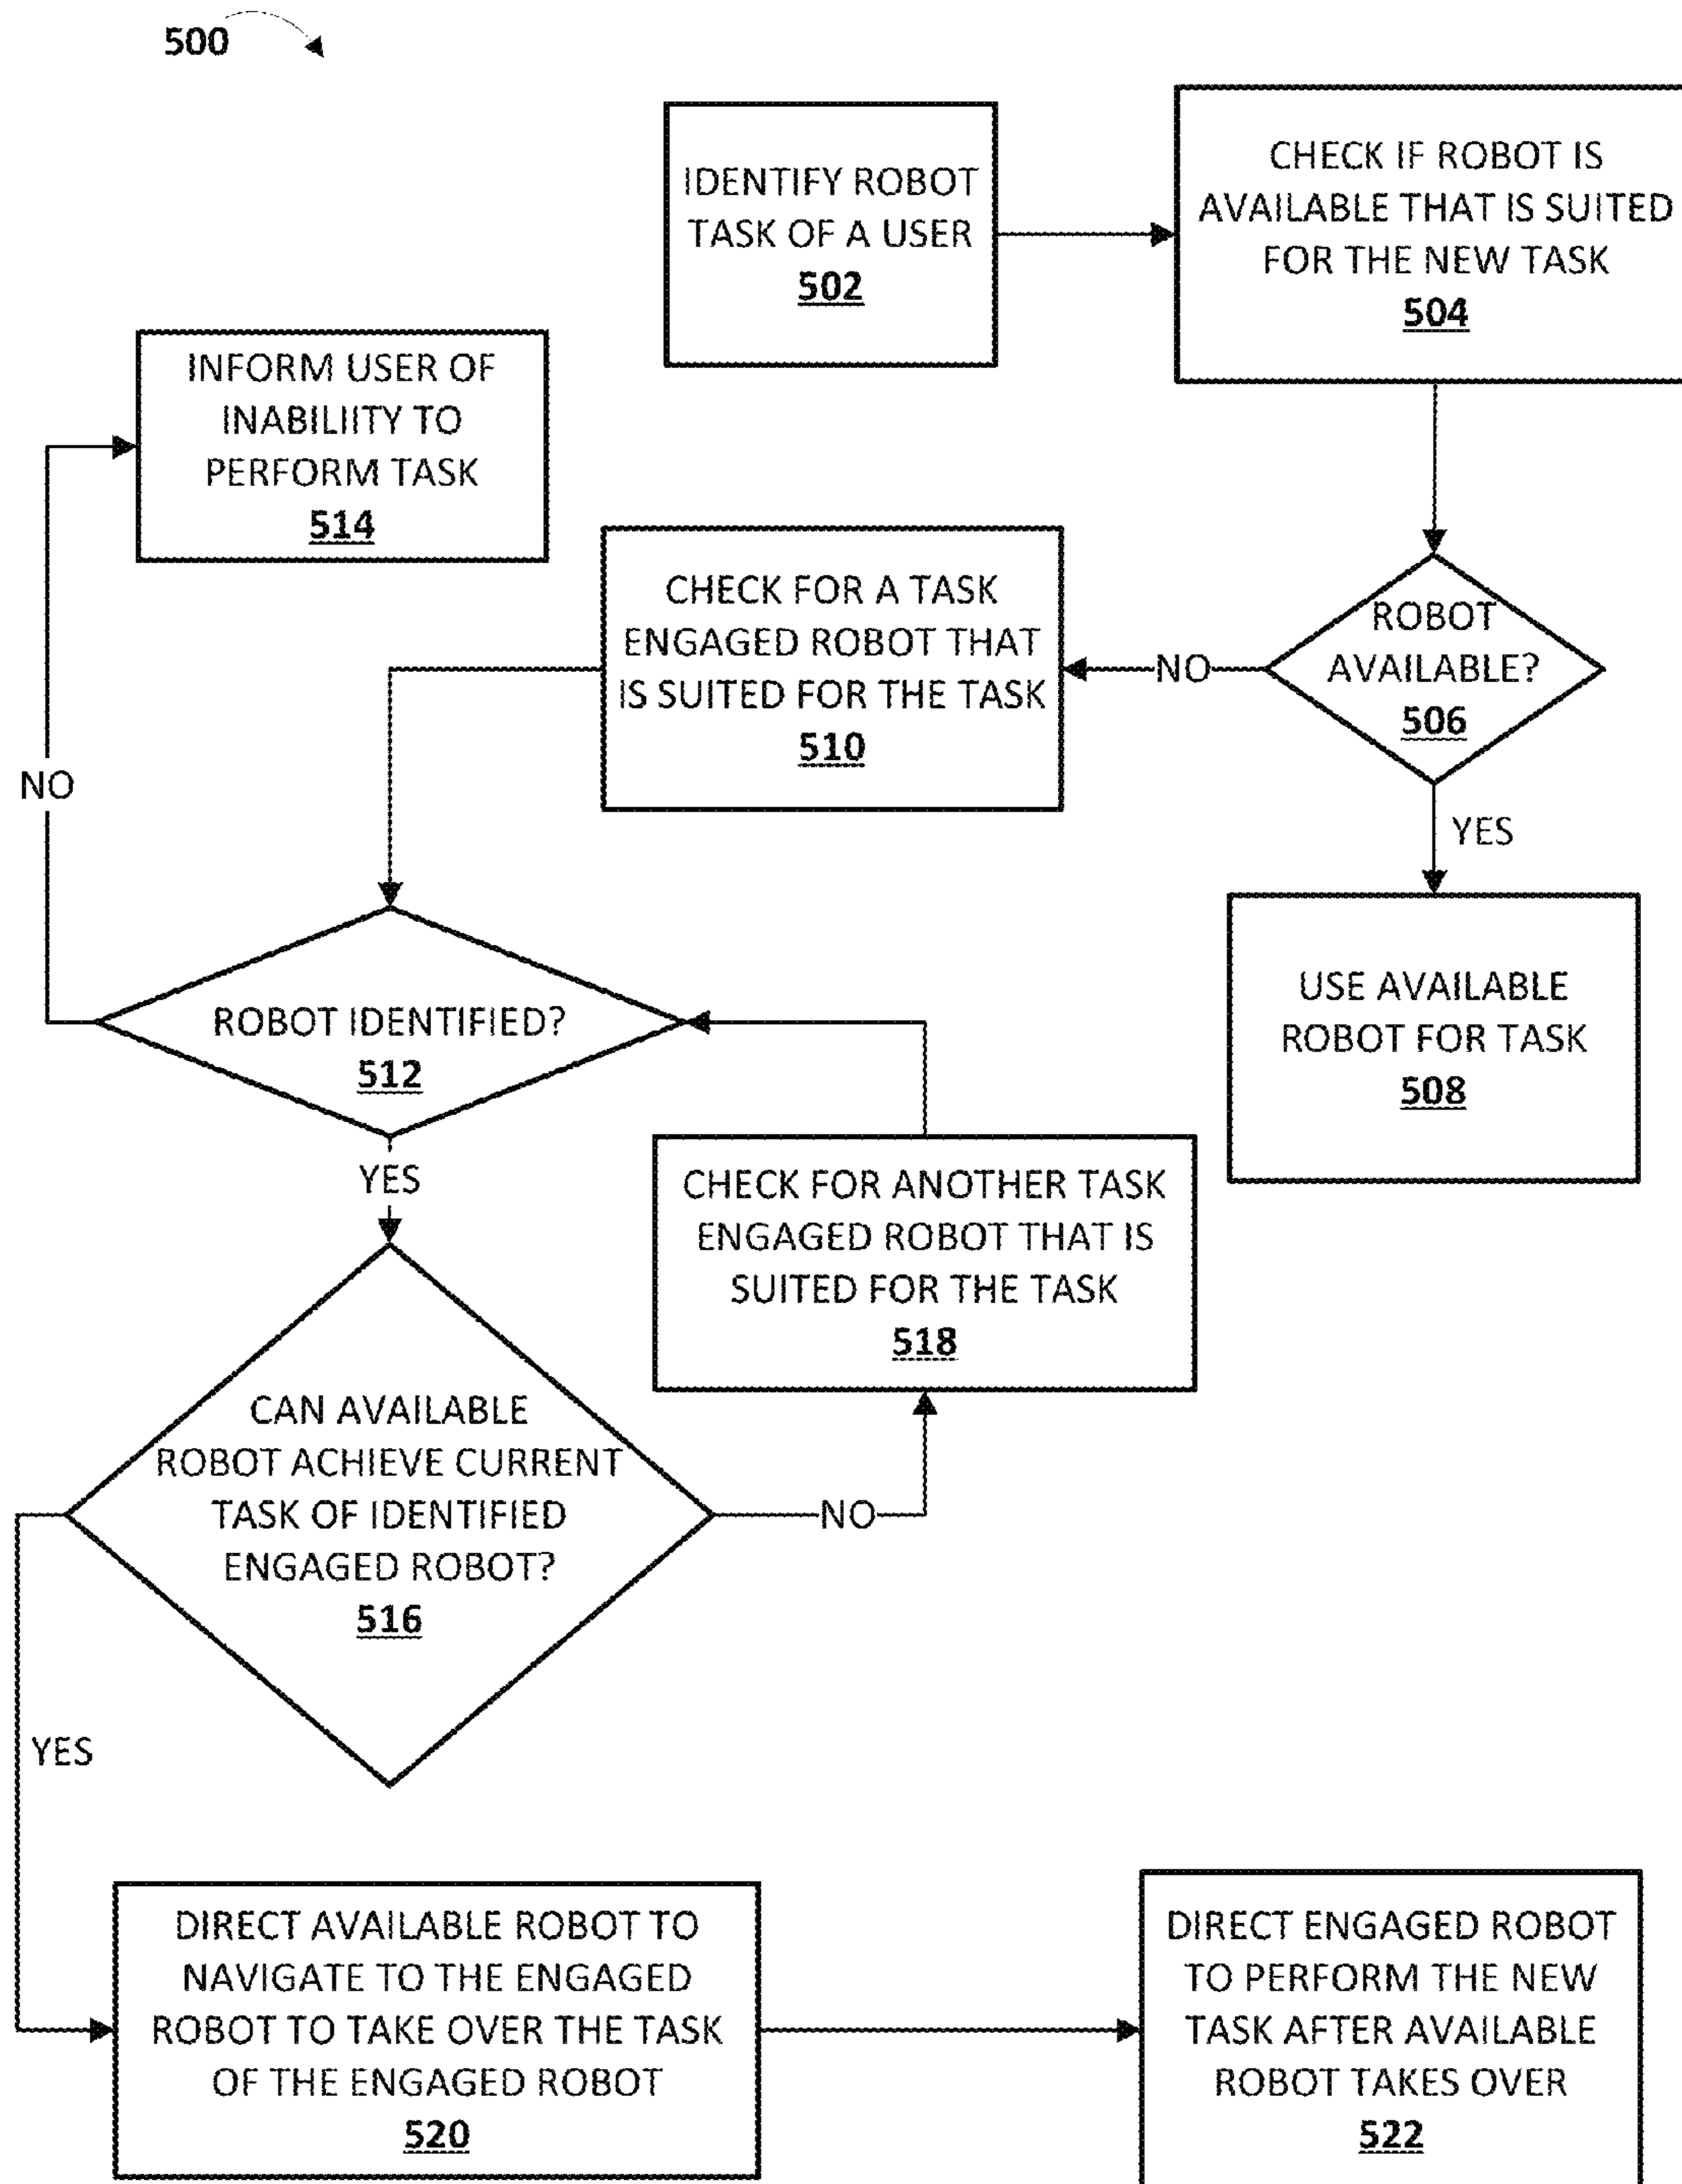 500
IDENTIFY ROBOT
TASK OF A USER
502
CHECK IF ROBOT IS
AVAILABLE THAT IS SUITED
FOR THE NEW TASK
504
INFORM USER OF
INABILIITY TO
PERFORM TASK
514
CHECK FOR A TASK
ENGAGED ROBOT THAT
IS SUITED FOR THE TASK
510
NO
ROBOT
AVAILABLE?
506
NO
YES
USE AVAILABLE
ROBOT FOR TASK
508
ROBOT IDENTIFIED?
512
YES
CHECK FOR ANOTHER TASK
ENGAGED ROBOT THAT IS
SUITED FOR THE TASK
518
CAN AVAILABLE
ROBOT ACHIEVE CURRENT
TASK OF IDENTIFIED
ENGAGED ROBOT?
516
NO
YES
DIRECT AVAILABLE ROBOT TO
NAVIGATE TO THE ENGAGED
ROBOT TO TAKE OVER THE TASK
OF THE ENGAGED ROBOT
520
DIRECT ENGAGED ROBOT
TO PERFORM THE NEW
TASK AFTER AVAILABLE
ROBOT TAKES OVER
522